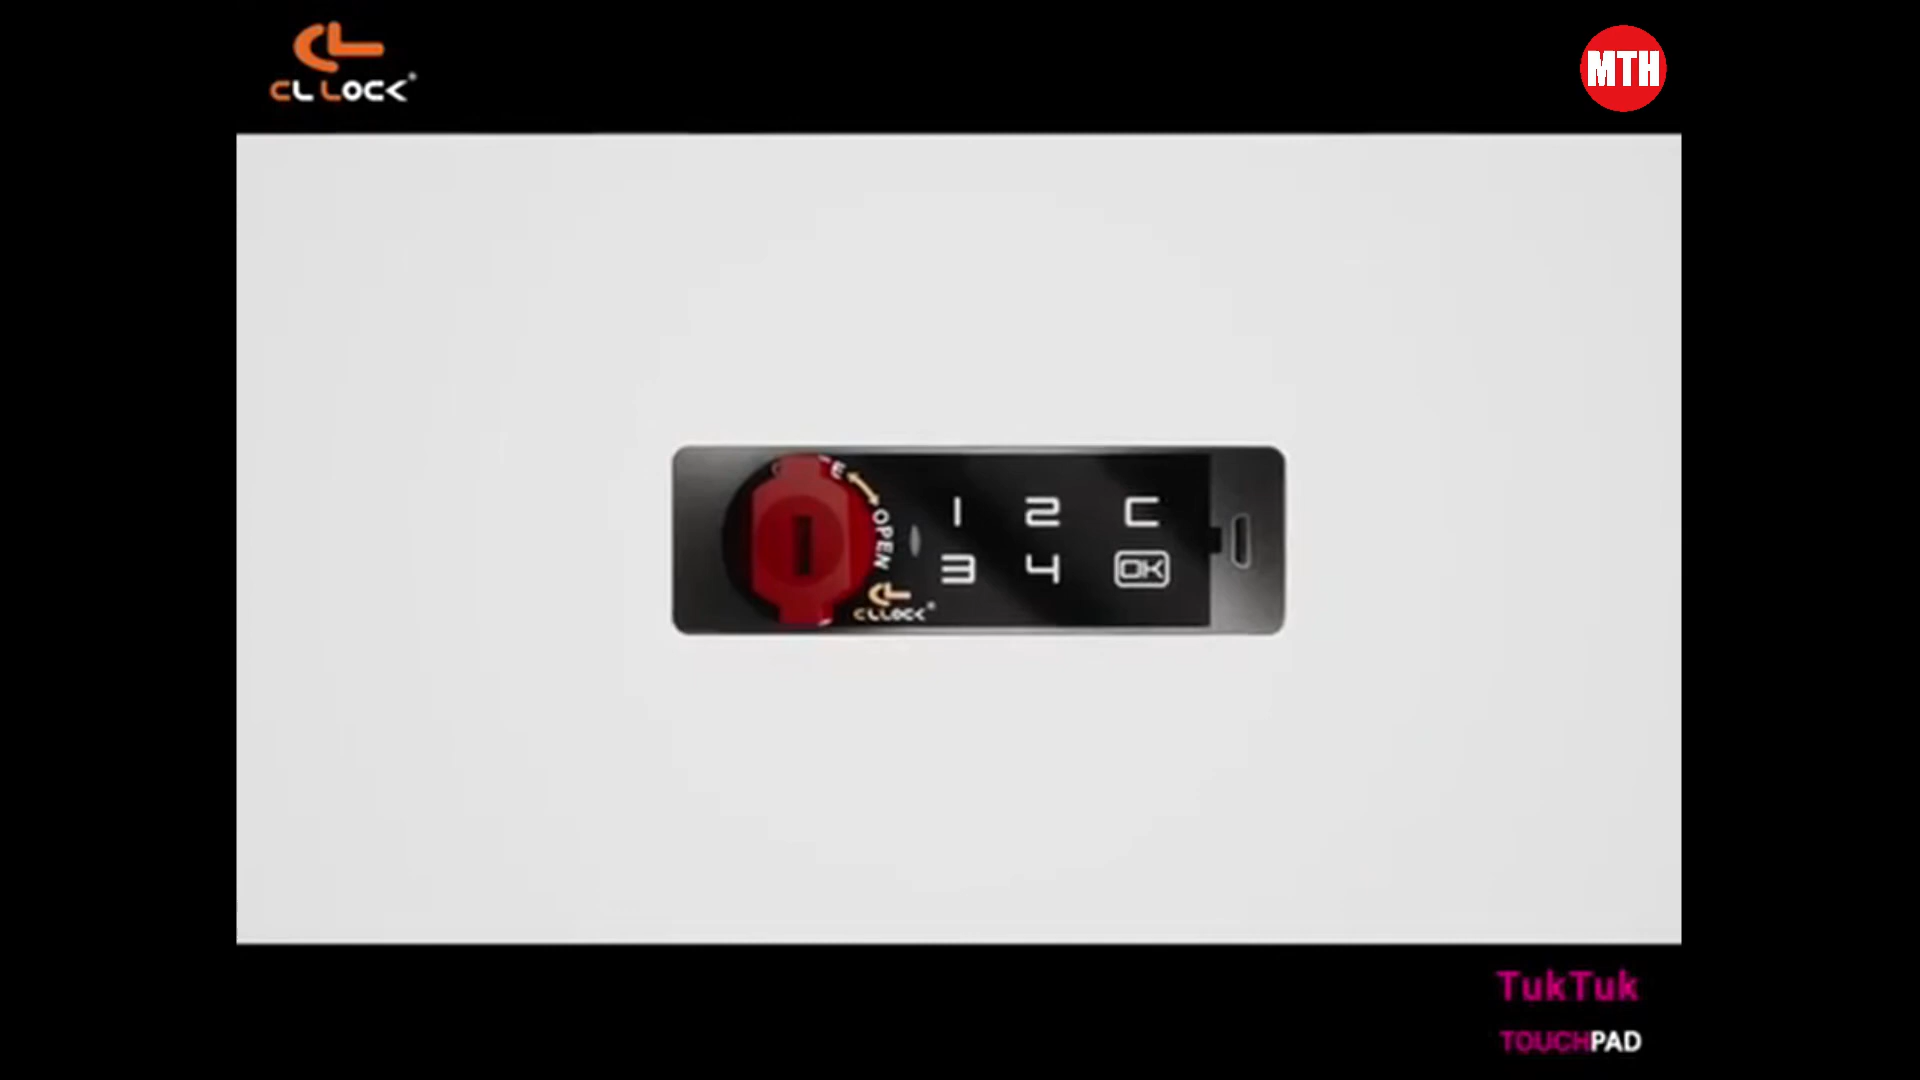 CL LOCK
MTH
OPEN
1 2 C
3 4 OK
CL LOCK
TukTuk
TOUCHPAD